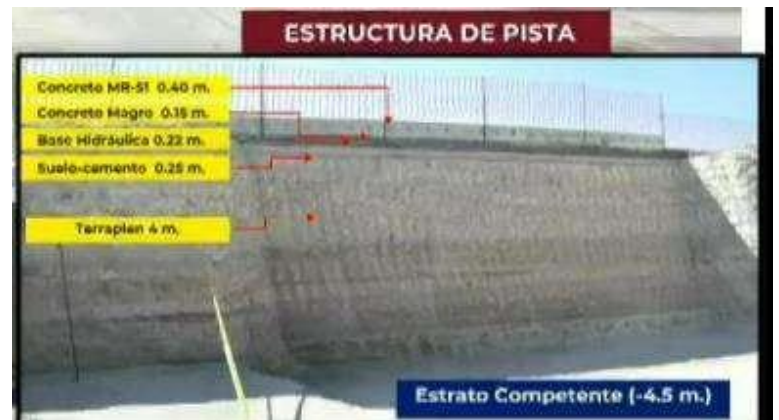 ESTRUCTURA DE PISTA
Concreto MR-51 0.40 m.
Concreto Magro 0.15 m.
Base Hidráulica 0.22 m.
Suelo-cemento 0.25 m.
Terraplen 4 m.
Estrato Competente (-4.5 m.)